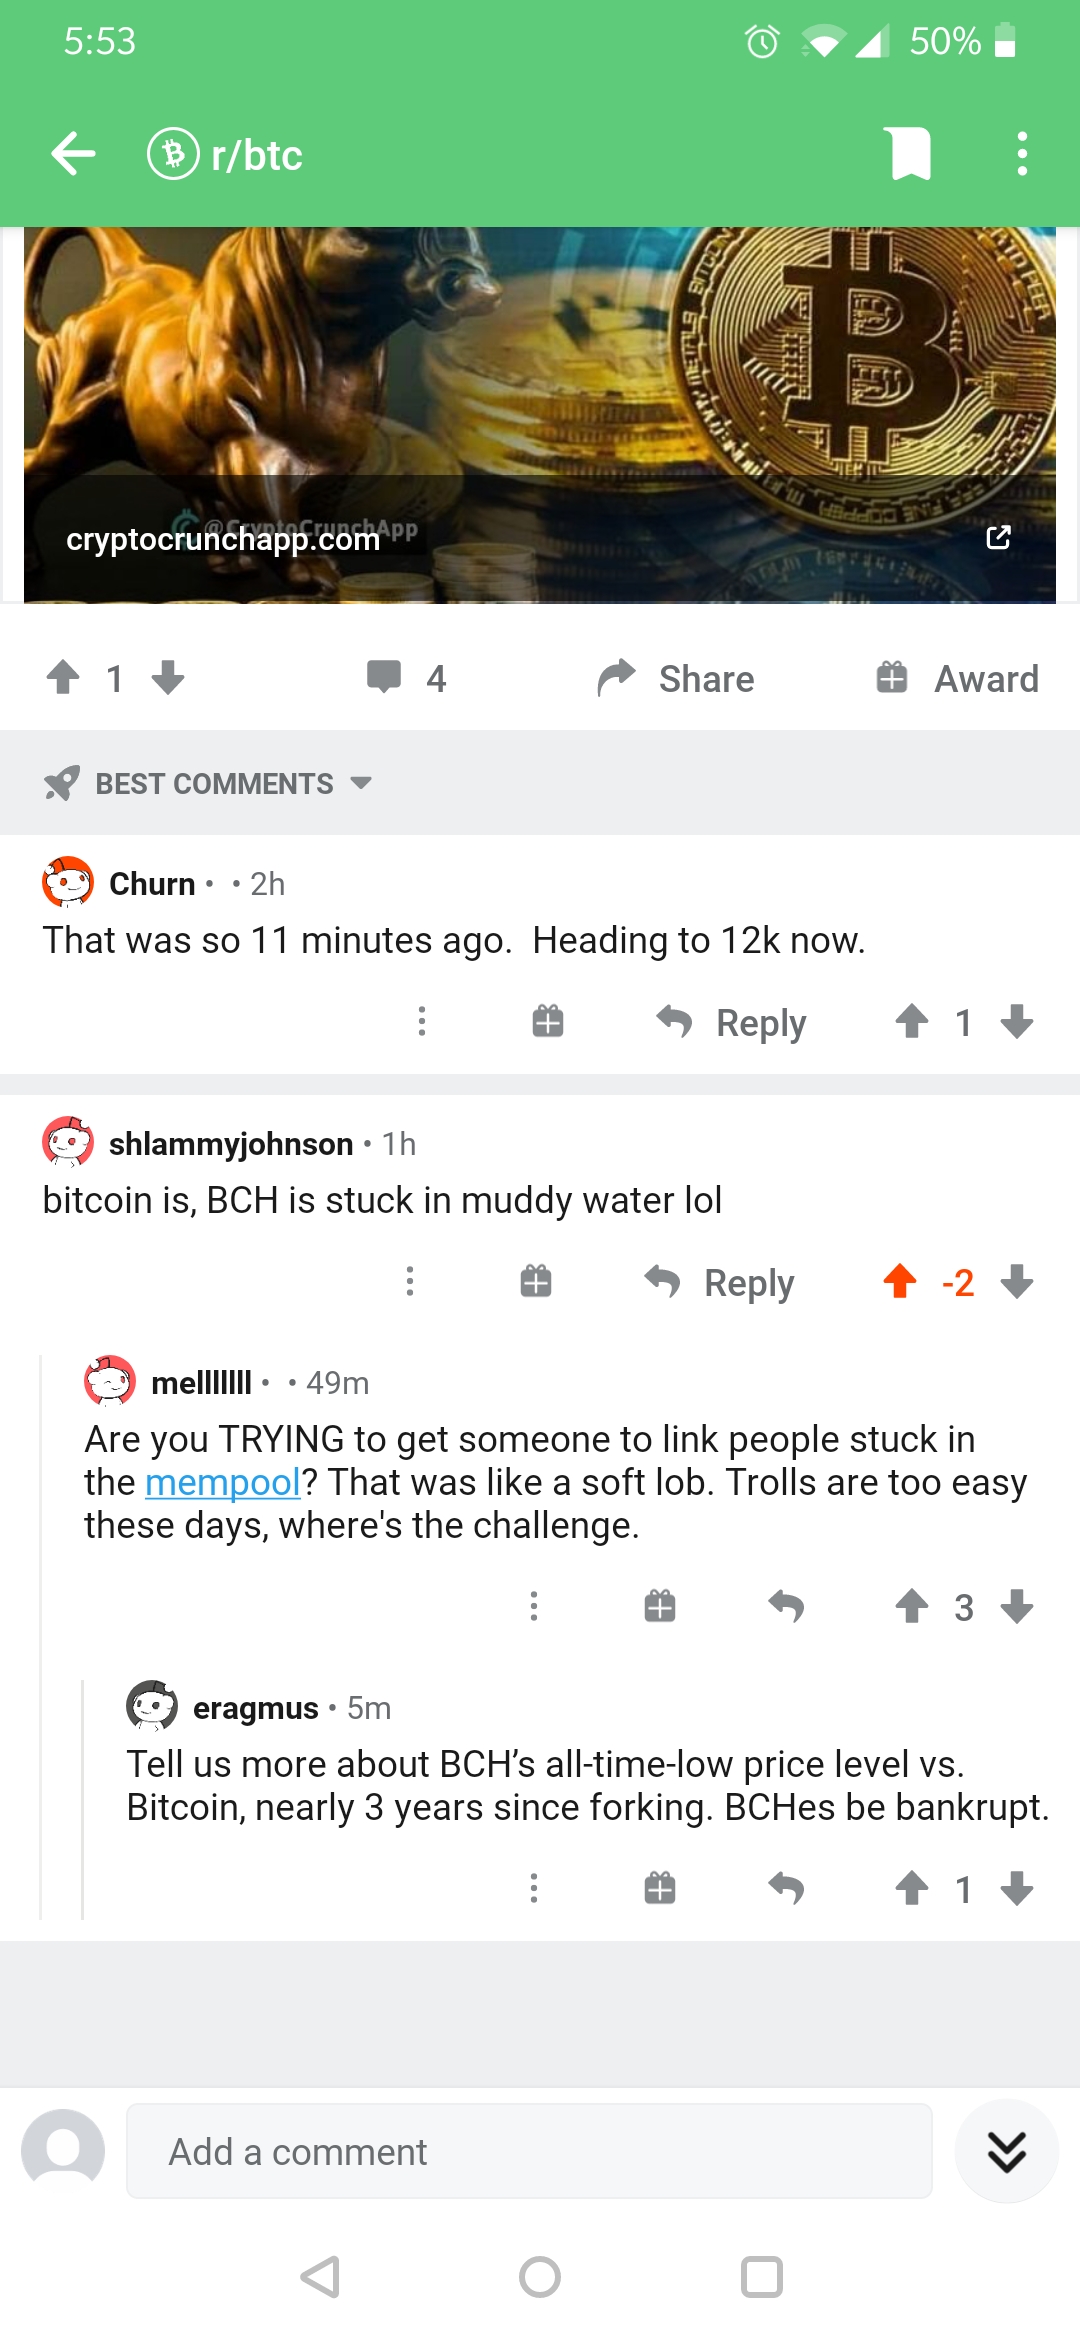 5:53
50%
r/btc
@CryptoCrunchApp
cryptocrunchapp.com
1
4
Share
Award
BEST COMMENTS
Churn • • 2h
That was so 11 minutes ago.  Heading to 12k now.
Reply
1
shlammyjohnson • 1h
bitcoin is, BCH is stuck in muddy water lol
Reply
-2
melllllll • • 49m
Are you TRYING to get someone to link people stuck in
the mempool? That was like a soft lob. Trolls are too easy
these days, where's the challenge.
3
eragmus • 5m
Tell us more about BCH’s all-time-low price level vs.
Bitcoin, nearly 3 years since forking. BCHes be bankrupt.
1
Add a comment